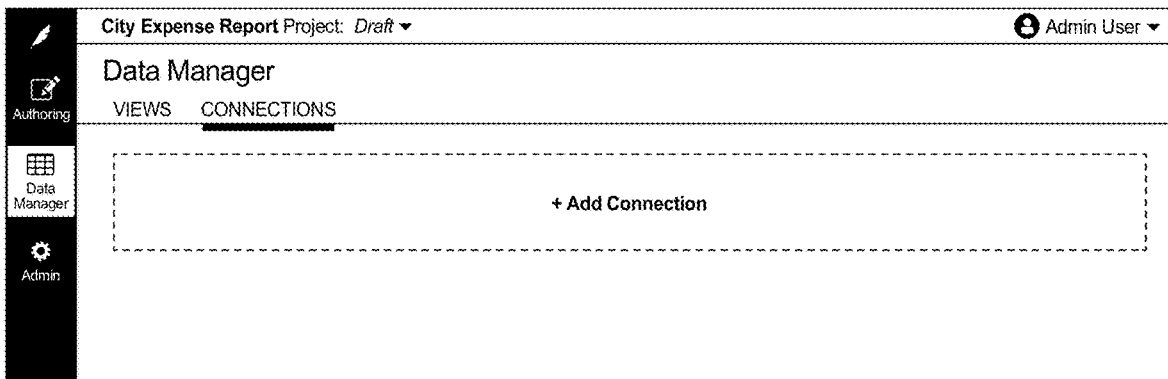 City Expense Report Project: Draft
Admin User
Data Manager
VIEWS CONNECTIONS
Authoring
Data
Manager
Admin
+ Add Connection